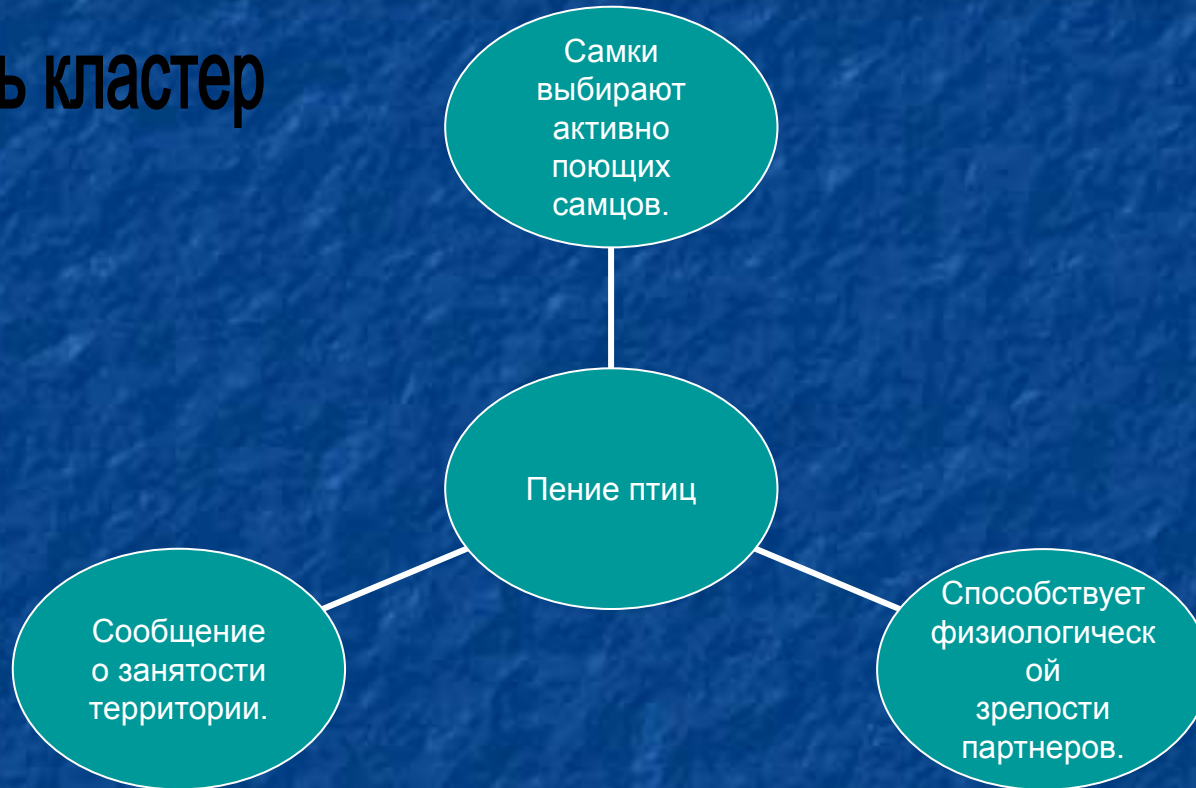 ь кластер
Самки
выбирают
активно
поющих
самцов.
Пение птиц
Сообщение
о занятости
территории.
Способствует
физиологическ
ой
зрелости
партнеров.